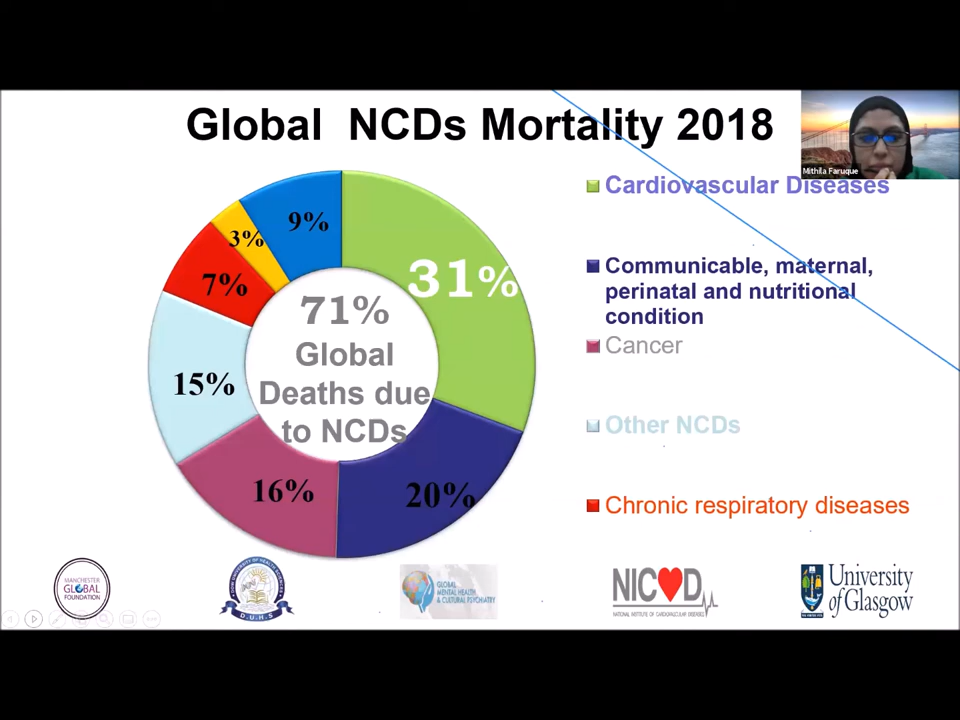 Global NCDs Mortality 2018
Mithila Faruque
9%
3%
31%
7%
71%
Global
Deaths due
to NCDs
15%
16%
20%
Cardiovascular Diseases
Communicable, maternal,
perinatal and nutritional
condition
Cancer
Other NCDs
Chronic respiratory diseases
MANCHESTER
GLOBAL
FOUNDATION
D.U.H.S
GLOBAL
MENTAL HEALTH
& CULTURAL PSYCHIATRY
NICVD
NATIONAL INSTITUTE OF CARDIOVASCULAR DISEASES
University
of Glasgow